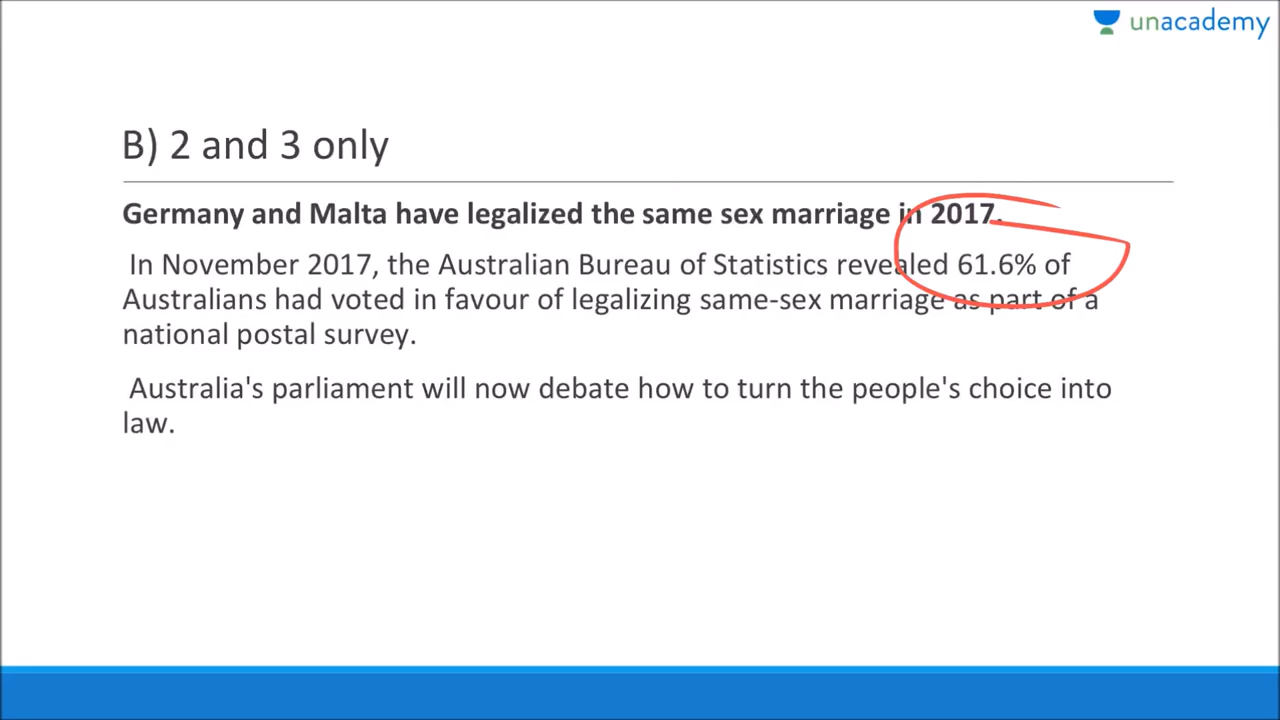 unacademy
B) 2 and 3 only
Germany and Malta have legalized the same sex marriage in 2017.
In November 2017, the Australian Bureau of Statistics revealed 61.6% of
Australians had voted in favour of legalizing same-sex marriage as part of a
national postal survey.
Australia's parliament will now debate how to turn the people's choice into
law.